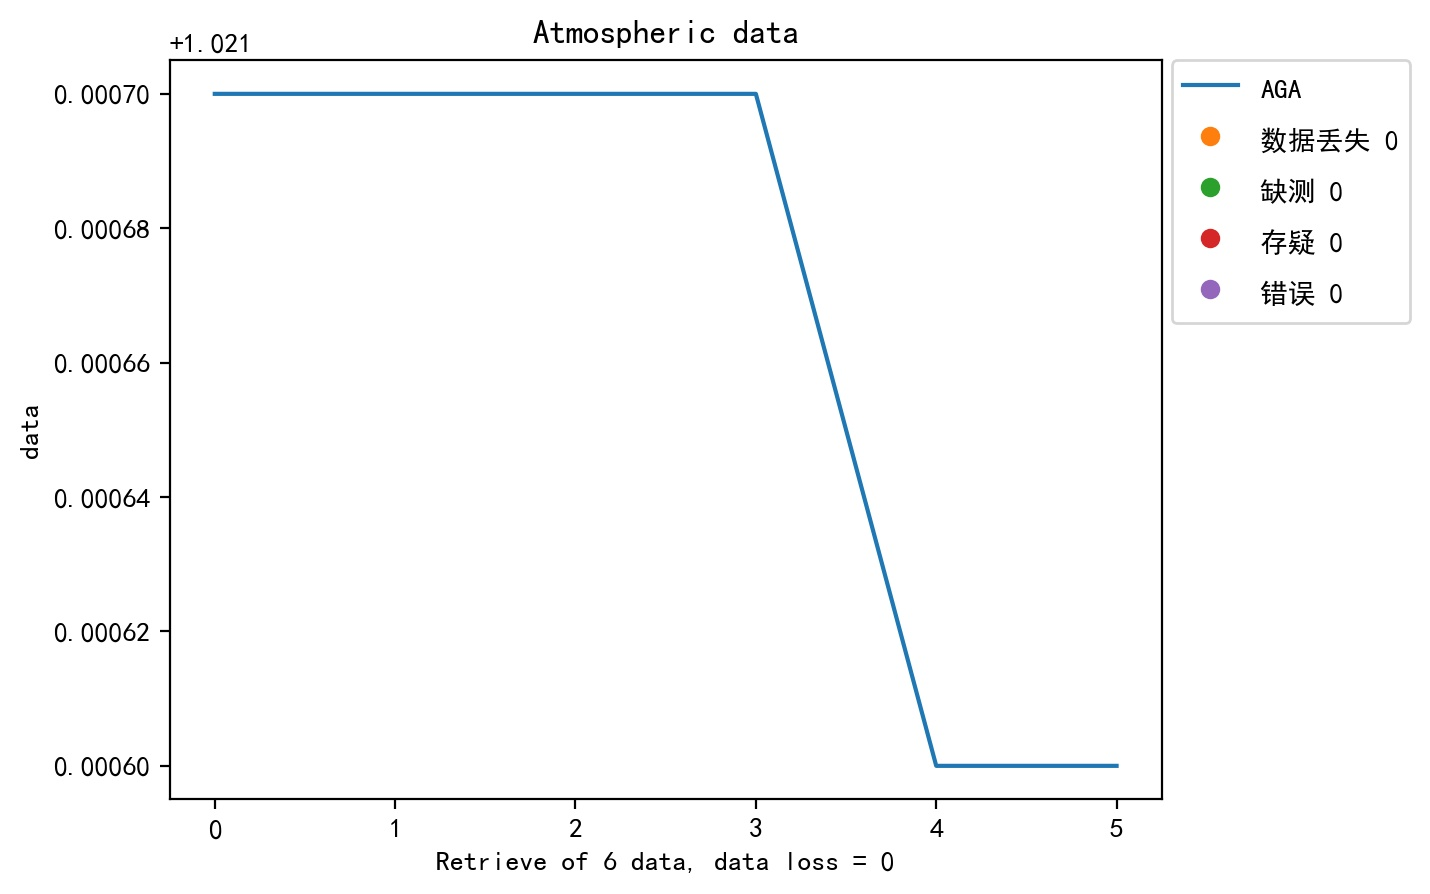 Atmospheric data
+1.021
0.00070
0.00068
0.00066
0.00064
0.00062
0.00060
data
0 1 2 3 4 5
Retrieve of 6 data, data loss = 0
AGA
数据丢失 0
缺测 0
存疑 0
错误 0